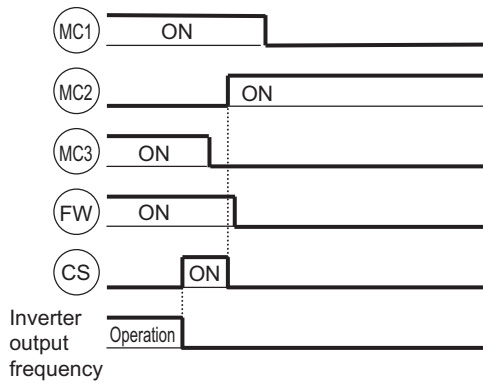 MC1 ON
MC2 ON
MC3 ON
FW ON
CS ON
Inverter
output
frequency
Operation